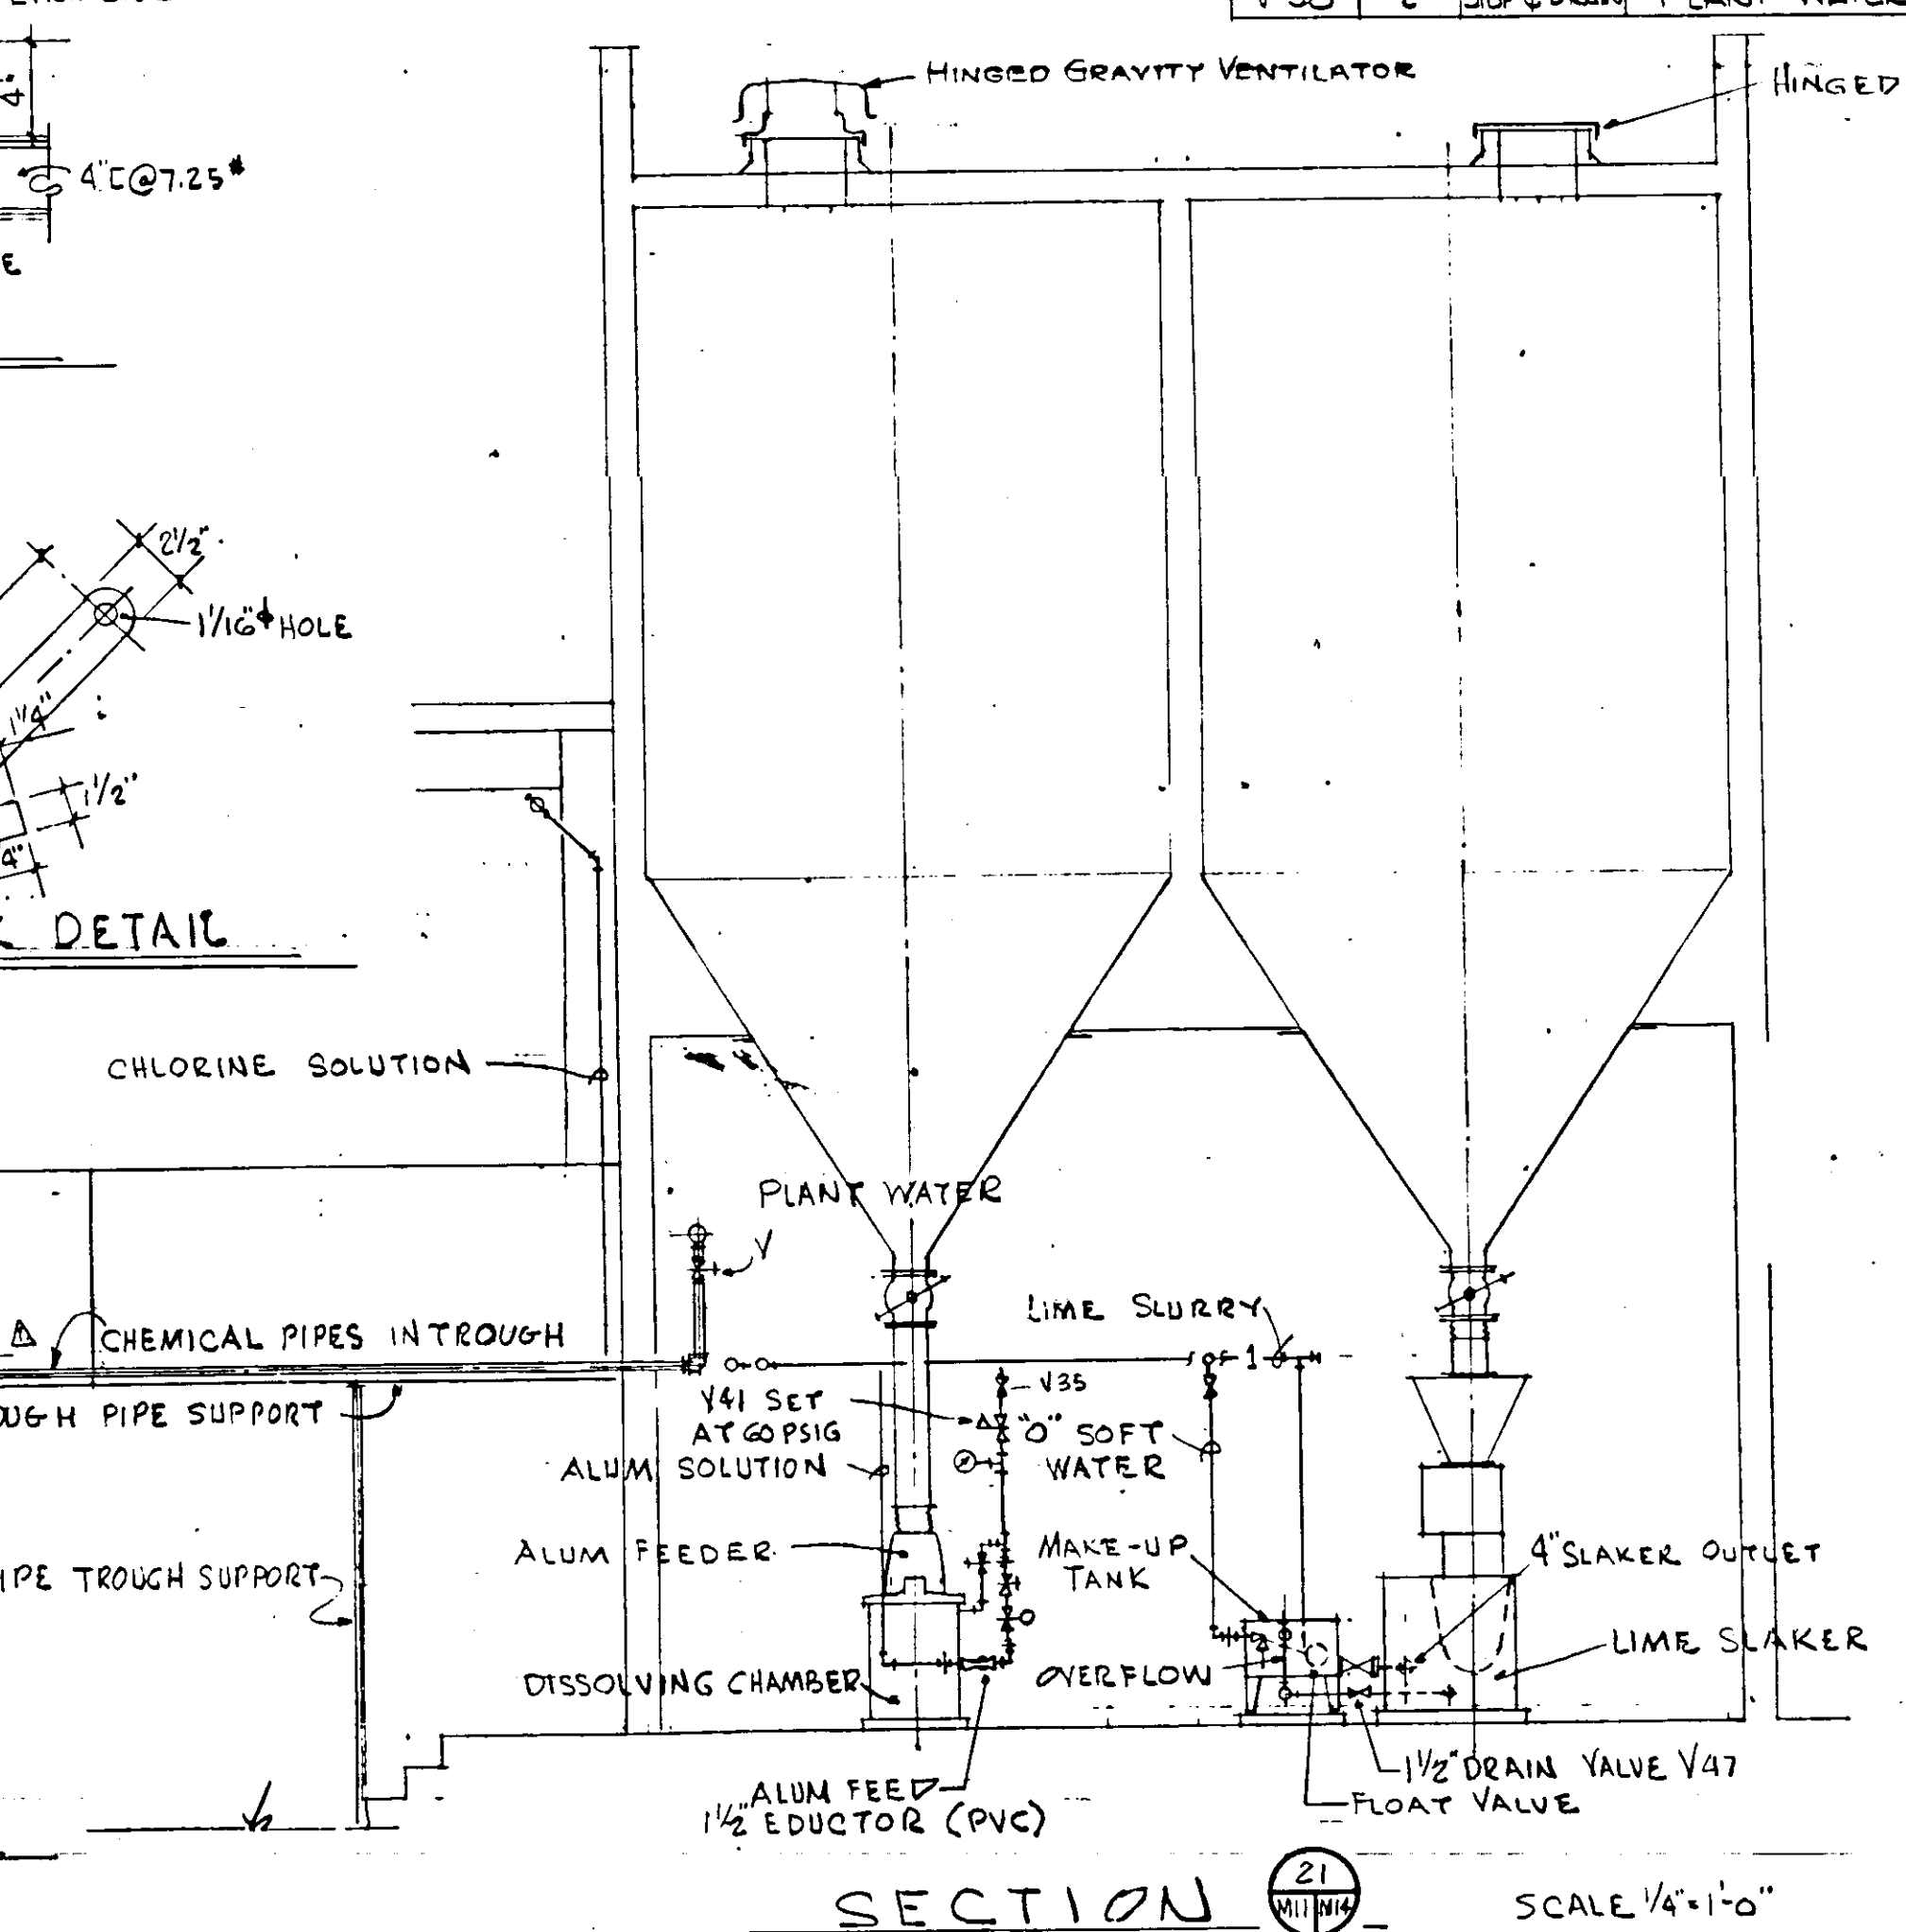 HINGED GRAVITY VENTILATOR
HINGED
4"
4"[@7.25#
2½"
1 1/16"ϕ HOLE
1¼"
1½"
4"
DETAIL
CHLORINE SOLUTION
PLANT WATER
V
LIME SLURRY
1
CHEMICAL PIPES IN TROUGH
V41 SET
AT 60 PSIG
V35
"O" SOFT
WATER
OUGH PIPE SUPPORT
ALUM SOLUTION
ALUM FEEDER
MAKE-UP
TANK
4" SLAKER OUTLET
IPE TROUGH SUPPORT
LIME SLAKER
DISSOLVING CHAMBER
OVERFLOW
1½" DRAIN VALVE V47
FLOAT VALVE
ALUM FEED
1½" EDUCTOR (PVC)
SECTION
21
M11 M14
SCALE ¼"=1'-0"